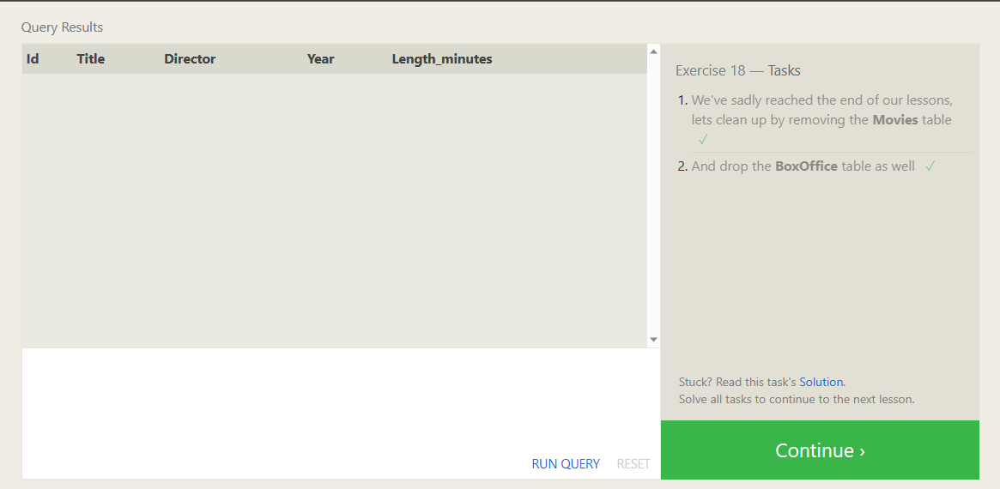 Query Results
Id Title Director Year Length_minutes
Exercise 18 — Tasks
1. We've sadly reached the end of our lessons,
lets clean up by removing the Movies table
✓
2. And drop the BoxOffice table as well ✓
Stuck? Read this task's Solution.
Solve all tasks to continue to the next lesson.
RUN QUERY RESET
Continue ›